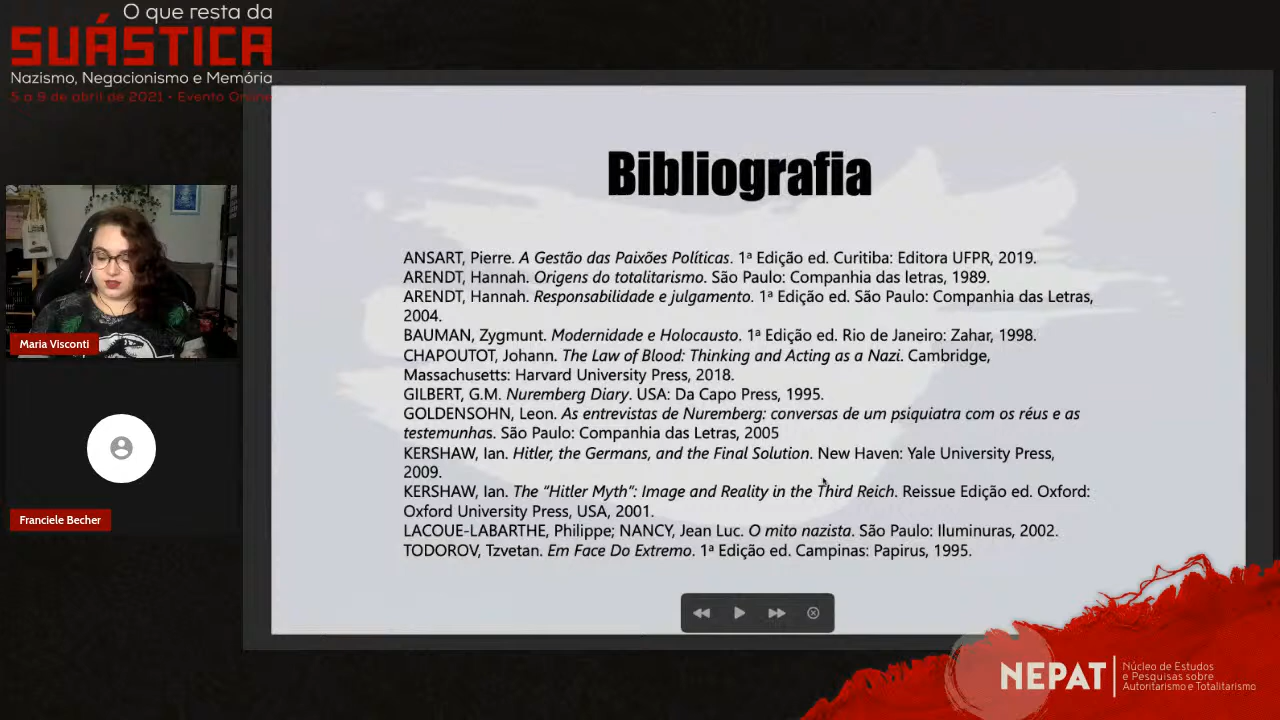 O que resta da
SUÁSTICA
Nazismo, Negacionismo e Memória
5 a 9 de abril de 2021 • Evento Online
Bibliografia
ANSART, Pierre. A Gestão das Paixões Políticas. 1ª Edição ed. Curitiba: Editora UFPR, 2019.
ARENDT, Hannah. Origens do totalitarismo. São Paulo: Companhia das letras, 1989.
ARENDT, Hannah. Responsabilidade e julgamento. 1ª Edição ed. São Paulo: Companhia das Letras,
2004.
BAUMAN, Zygmunt. Modernidade e Holocausto. 1ª Edição ed. Rio de Janeiro: Zahar, 1998.
CHAPOUTOT, Johann. The Law of Blood: Thinking and Acting as a Nazi. Cambridge,
Massachusetts: Harvard University Press, 2018.
GILBERT, G.M. Nuremberg Diary. USA: Da Capo Press, 1995.
GOLDENSOHN, Leon. As entrevistas de Nuremberg: conversas de um psiquiatra com os réus e as
testemunhas. São Paulo: Companhia das Letras, 2005
KERSHAW, Ian. Hitler, the Germans, and the Final Solution. New Haven: Yale University Press,
2009.
KERSHAW, Ian. The “Hitler Myth”: Image and Reality in the Third Reich. Reissue Edição ed. Oxford:
Oxford University Press, USA, 2001.
LACOUE-LABARTHE, Philippe; NANCY, Jean Luc. O mito nazista. São Paulo: Iluminuras, 2002.
TODOROV, Tzvetan. Em Face Do Extremo. 1ª Edição ed. Campinas: Papirus, 1995.
Maria Visconti
Franciele Becher
NEPAT
Núcleo de Estudos
e Pesquisas sobre
Autoritarismo e Totalitarismo